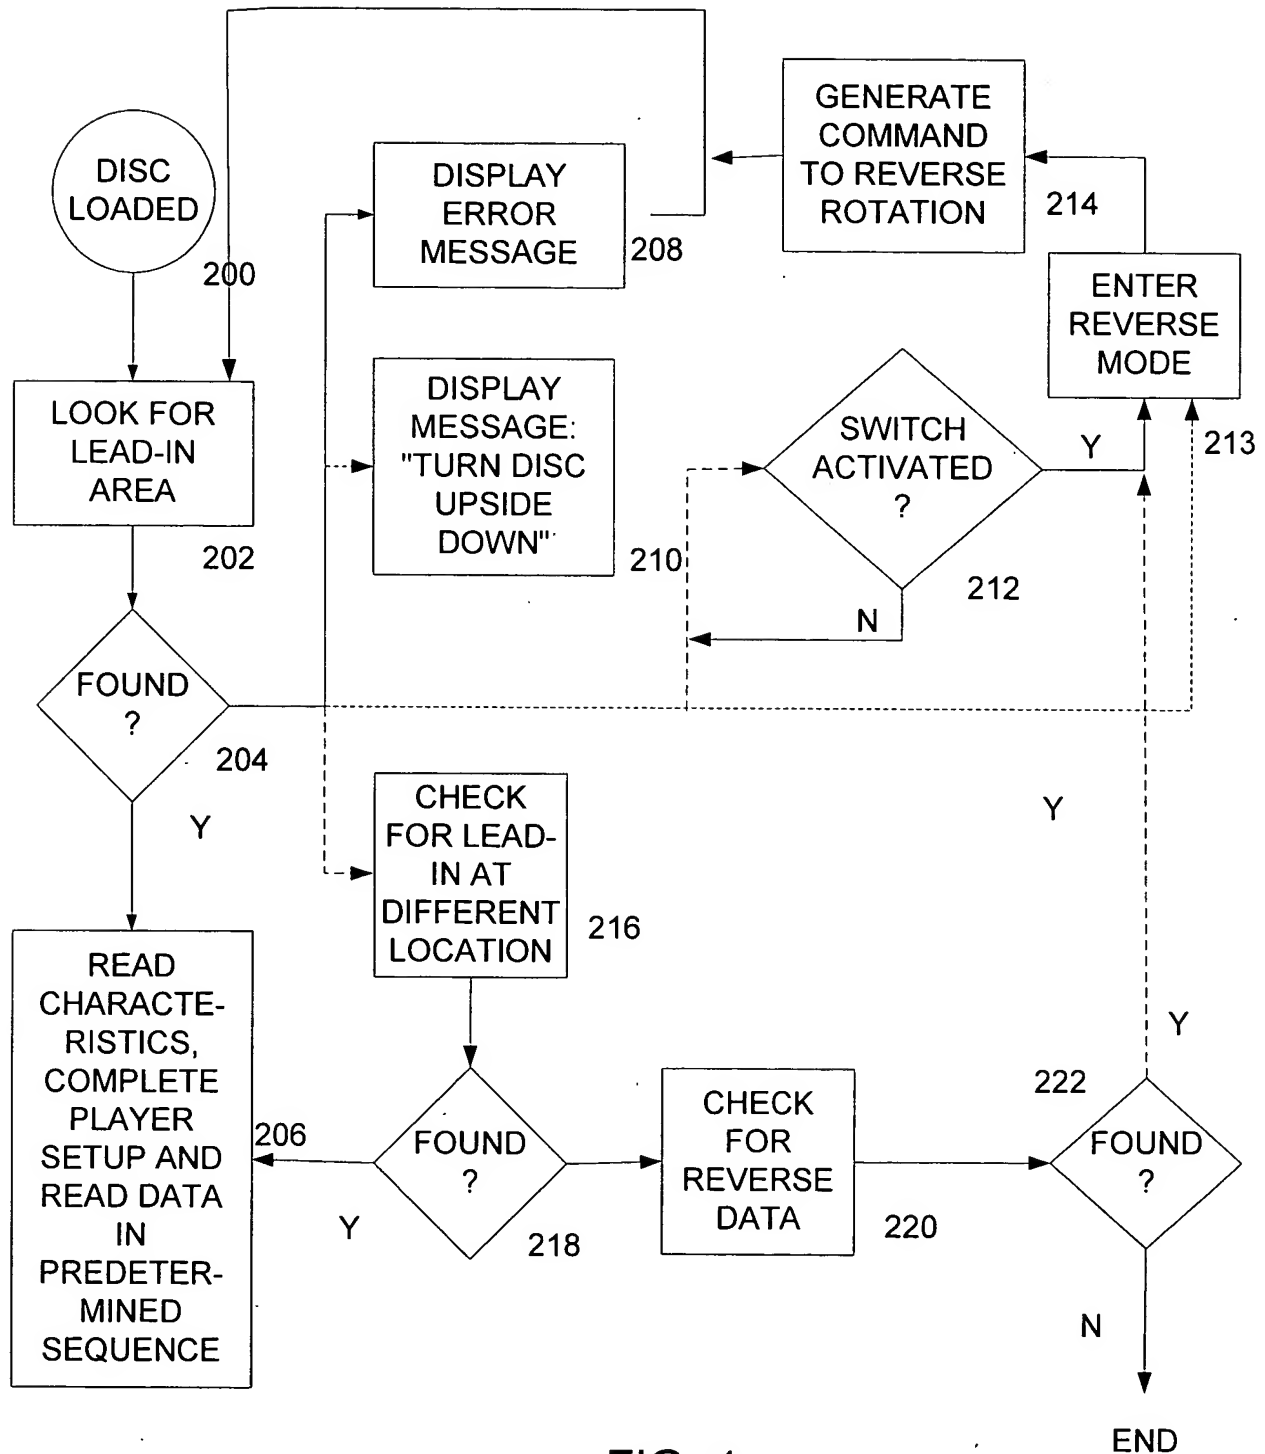 DISC
LOADED
200
LOOK FOR
LEAD-IN
AREA
202
FOUND
?
204
Y
READ
CHARACTE-
RISTICS,
COMPLETE
PLAYER
SETUP AND
READ DATA
IN
PREDETER-
MINED
SEQUENCE
206
DISPLAY
ERROR
MESSAGE
208
DISPLAY
MESSAGE:
"TURN DISC
UPSIDE
DOWN"
210
GENERATE
COMMAND
TO REVERSE
ROTATION
214
ENTER
REVERSE
MODE
213
SWITCH
ACTIVATED
?
Y
212
N
CHECK
FOR LEAD-
IN AT
DIFFERENT
LOCATION
216
FOUND
?
Y
218
CHECK
FOR
REVERSE
DATA
220
Y
Y
222
FOUND
?
N
END